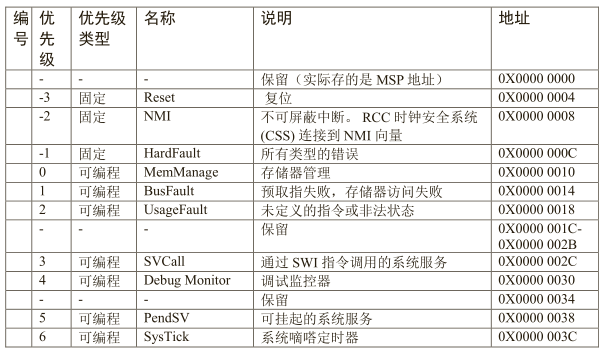 编号 优先级 优先级类型 名称 说明 地址
- - - 保留（实际存的是 MSP 地址） 0X0000 0000
-3 固定 Reset 复位 0X0000 0004
-2 固定 NMI 不可屏蔽中断。 RCC 时钟安全系统 0X0000 0008
(CSS) 连接到 NMI 向量
-1 固定 HardFault 所有类型的错误 0X0000 000C
0 可编程 MemManage 存储器管理 0X0000 0010
1 可编程 BusFault 预取指失败，存储器访问失败 0X0000 0014
2 可编程 UsageFault 未定义的指令或非法状态 0X0000 0018
- - - 保留 0X0000 001C-
0X0000 002B
3 可编程 SVCall 通过 SWI 指令调用的系统服务 0X0000 002C
4 可编程 Debug Monitor 调试监控器 0X0000 0030
- - - 保留 0X0000 0034
5 可编程 PendSV 可挂起的系统服务 0X0000 0038
6 可编程 SysTick 系统嘀嗒定时器 0X0000 003C